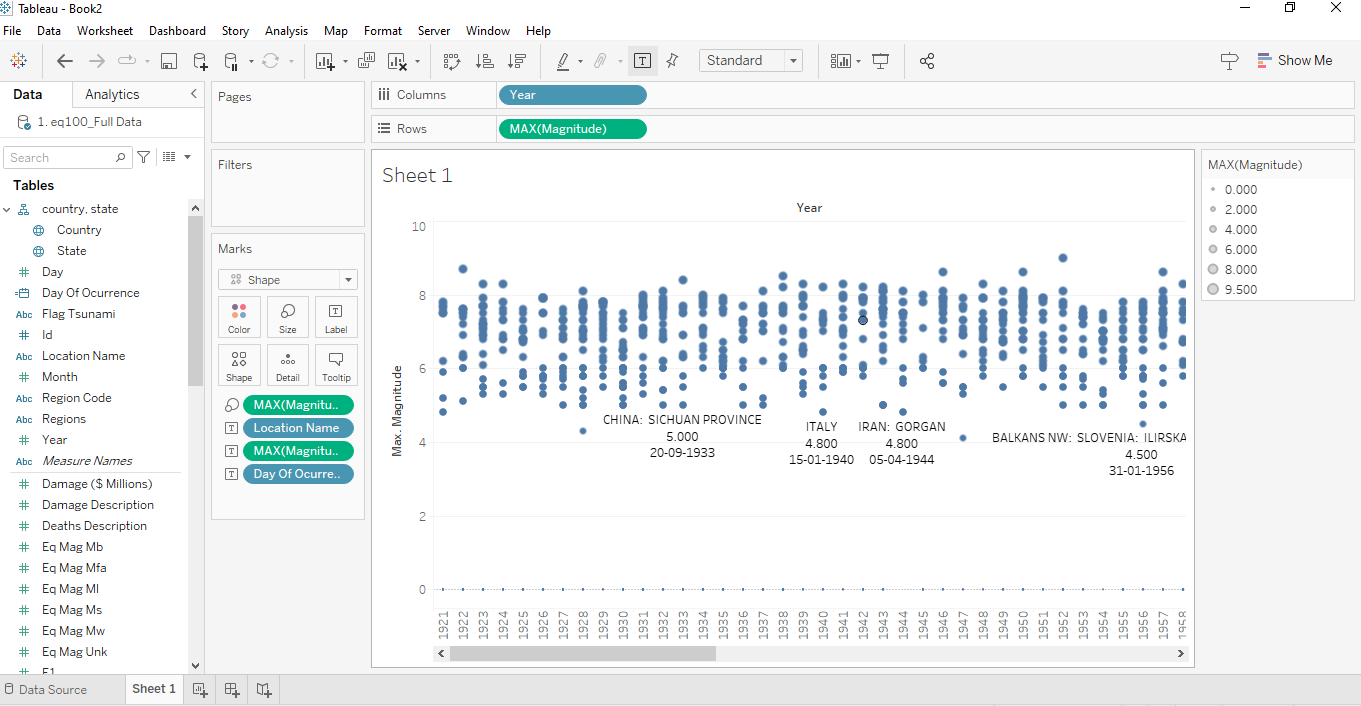 Tableau - Book2
File Data Worksheet Dashboard Story Analysis Map Format Server Window Help
Standard
Show Me
Data Analytics
1. eq100_Full Data
Search
Tables
country, state
Country
State
Day
Day Of Ocurrence
Abc Flag Tsunami
Id
Abc Location Name
Abc Month
Abc Region Code
Abc Regions
Year
Abc Measure Names
Damage ($ Millions)
Damage Description
Deaths Description
Eq Mag Mb
Eq Mag Mfa
Eq Mag Ml
Eq Mag Ms
Eq Mag Mw
Eq Mag Unk
Pages
Filters
Marks
Shape
Color Size Label
Shape Detail Tooltip
MAX(Magnitu..
Location Name
MAX(Magnitu..
Day Of Ocurre..
Columns Year
Rows MAX(Magnitude)
Sheet 1
Year
10
8
6
4
2
0
Max. Magnitude
CHINA: SICHUAN PROVINCE
5.000
20-09-1933
ITALY
4.800
15-01-1940
IRAN: GORGAN
4.800
05-04-1944
BALKANS NW: SLOVENIA: ILIRSKA
4.500
31-01-1956
1921 1922 1923 1924 1925 1926 1927 1928 1929 1930 1931 1932 1933 1934 1935 1936 1937 1938 1939 1940 1941 1942 1943 1944 1945 1946 1947 1948 1949 1950 1951 1952 1953 1954 1955 1956 1957 1958
MAX(Magnitude)
0.000
2.000
4.000
6.000
8.000
9.500
Data Source Sheet 1